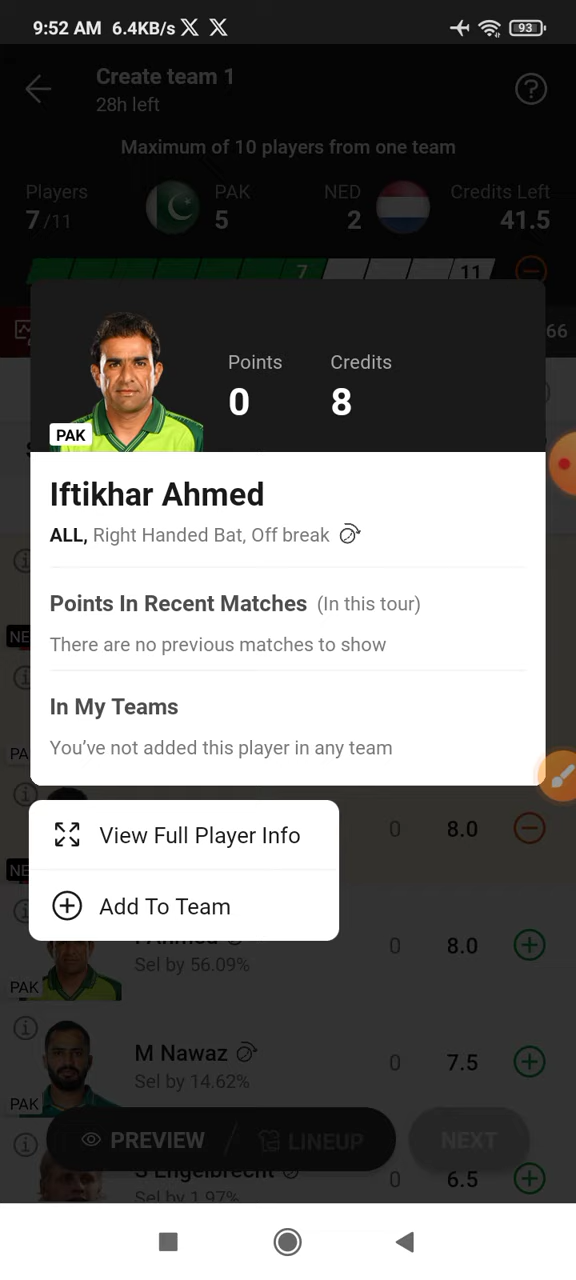 9:52 AM 6.4KB/s X X 93
Create team 1
28h left
Maximum of 10 players from one team
Players PAK NED Credits Left
7/11 5 2 41.5
7 11
66
Points Credits
0 8
PAK
Iftikhar Ahmed
ALL, Right Handed Bat, Off break
Points In Recent Matches (In this tour)
There are no previous matches to show
NE
In My Teams
PA
You've not added this player in any team
View Full Player Info
0 8.0
NE
Add To Team
0 8.0
Sel by 56.09%
PAK
M Nawaz
0 7.5
Sel by 14.62%
PAK
PREVIEW LINEUP NEXT
S Engelbrecht
0 6.5
Sel by 1.97%